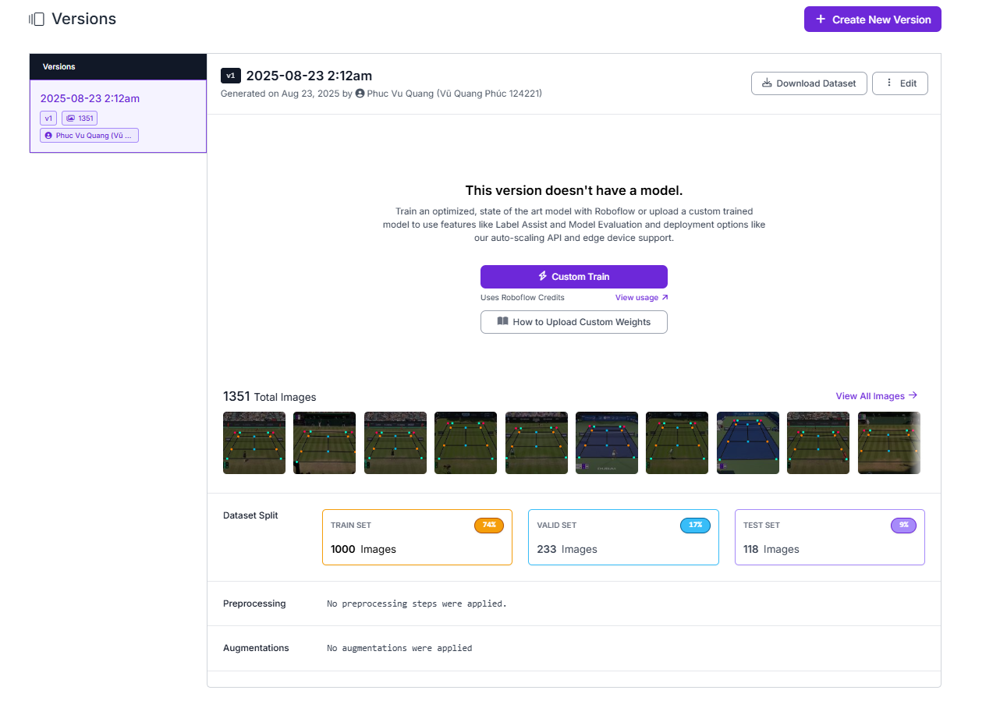 Versions
Create New Version
Versions
2025-08-23 2:12am
v1 1351
Phuc Vu Quang (Vũ ...
v1 2025-08-23 2:12am
Generated on Aug 23, 2025 by Phuc Vu Quang (Vũ Quang Phúc 124221)
Download Dataset
Edit
This version doesn't have a model.
Train an optimized, state of the art model with Roboflow or upload a custom trained
model to use features like Label Assist and Model Evaluation and deployment options like
our auto-scaling API and edge device support.
Custom Train
Uses Roboflow Credits View usage
How to Upload Custom Weights
1351 Total Images
View All Images
Dataset Split
TRAIN SET 74%
1000 Images
VALID SET 17%
233 Images
TEST SET 9%
118 Images
Preprocessing No preprocessing steps were applied.
Augmentations No augmentations were applied